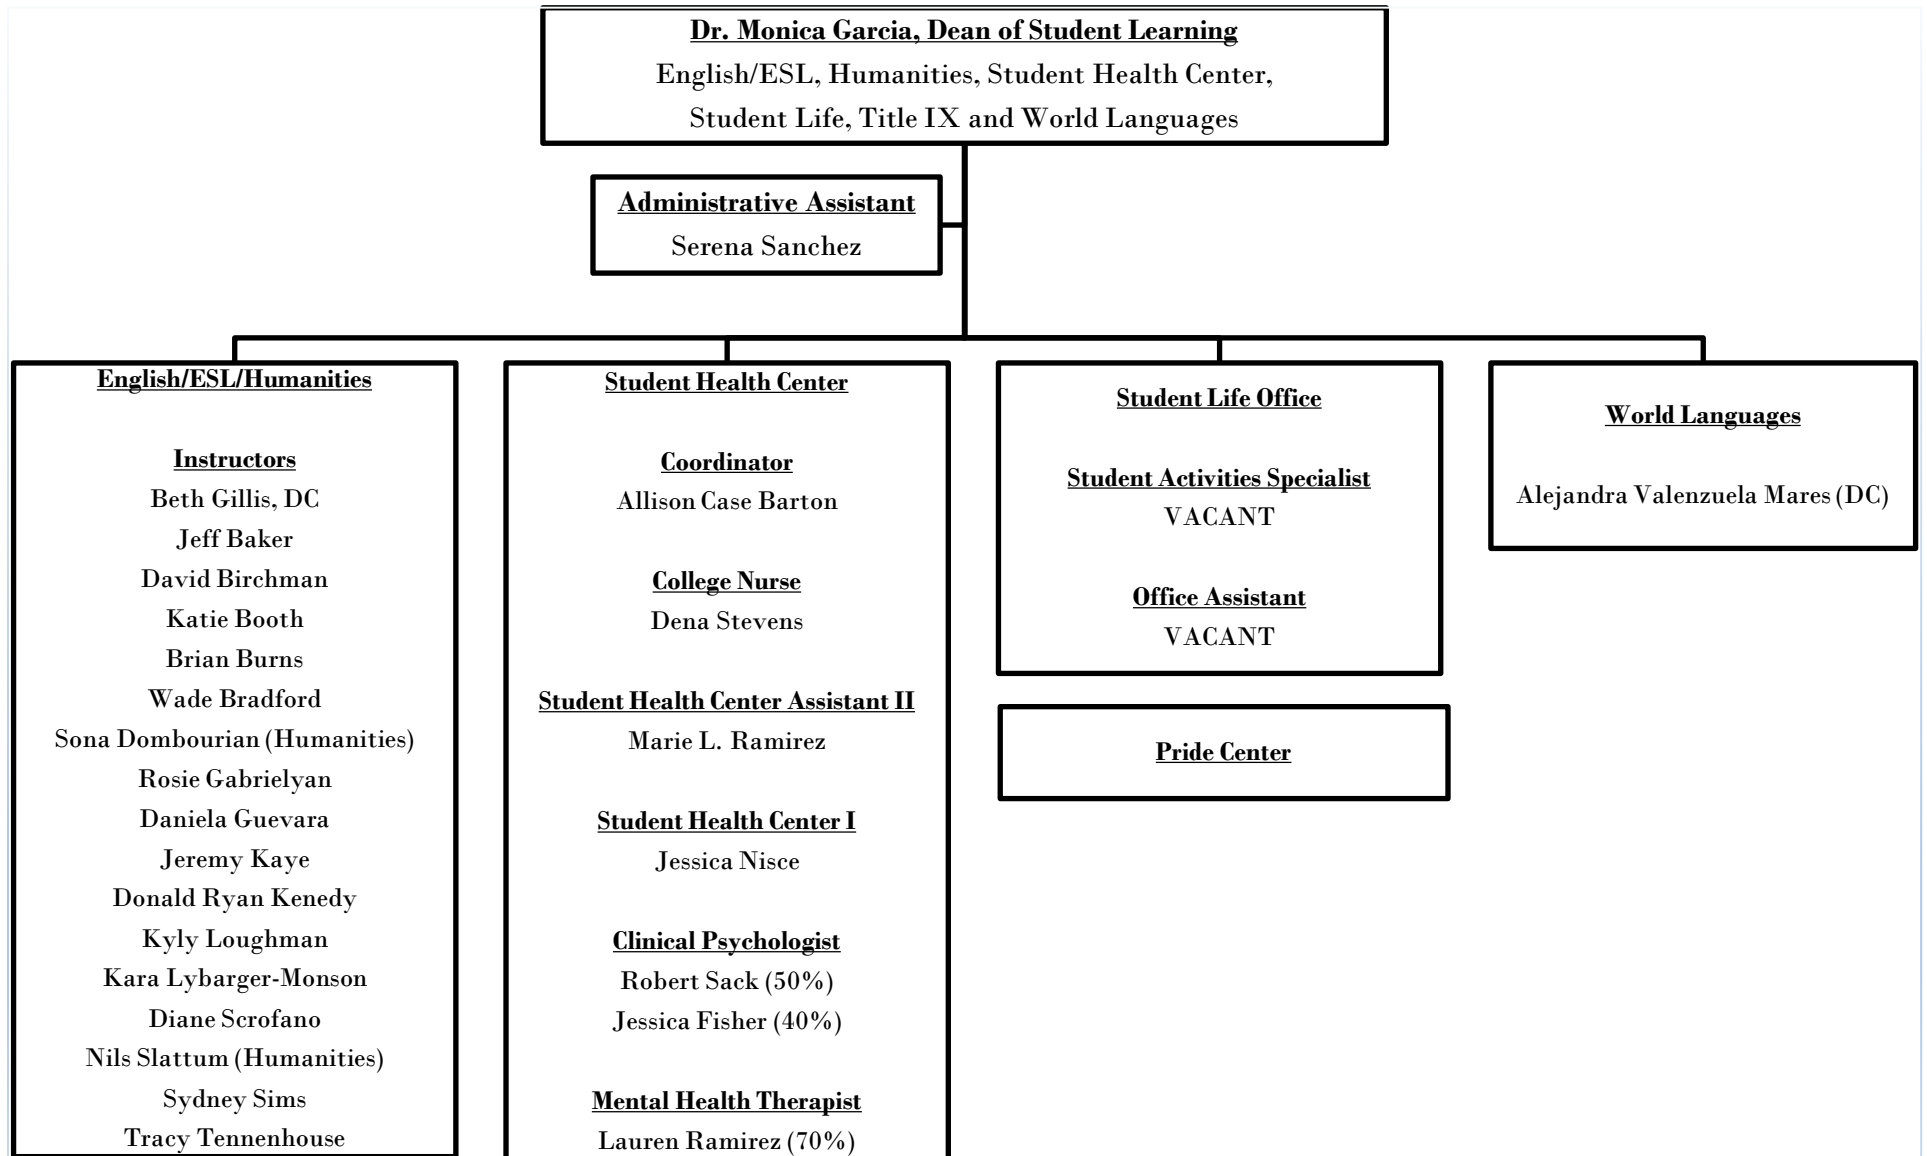 Dr. Monica Garcia, Dean of Student Learning
English/ESL, Humanities, Student Health Center,
Student Life, Title IX and World Languages
Administrative Assistant
Serena Sanchez
English/ESL/Humanities
Instructors
Beth Gillis, DC
Jeff Baker
David Birchman
Katie Booth
Brian Burns
Wade Bradford
Sona Dombourian (Humanities)
Rosie Gabrielyan
Daniela Guevara
Jeremy Kaye
Donald Ryan Kenedy
Kyly Loughman
Kara Lybarger-Monson
Diane Scrofano
Nils Slattum (Humanities)
Sydney Sims
Tracy Tennenhouse
Student Health Center
Coordinator
Allison Case Barton
College Nurse
Dena Stevens
Student Health Center Assistant II
Marie L. Ramirez
Student Health Center I
Jessica Nisce
Clinical Psychologist
Robert Sack (50%)
Jessica Fisher (40%)
Mental Health Therapist
Lauren Ramirez (70%)
Student Life Office
Student Activities Specialist
VACANT
Office Assistant
VACANT
Pride Center
World Languages
Alejandra Valenzuela Mares (DC)